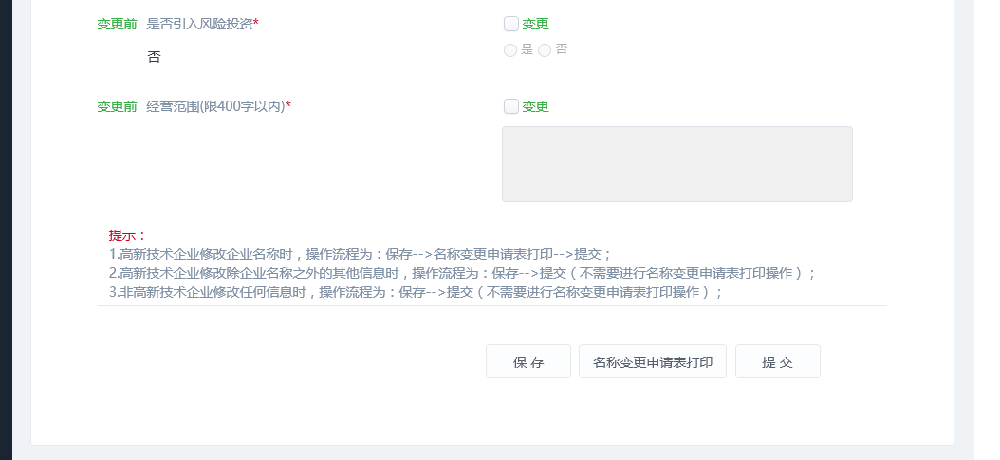 变更前 是否引入风险投资* 变更
否 是 否
变更前 经营范围(限400字以内)* 变更
提示：
1.高新技术企业修改企业名称时，操作流程为：保存-->名称变更申请表打印-->提交；
2.高新技术企业修改除企业名称之外的其他信息时，操作流程为：保存-->提交（不需要进行名称变更申请表打印操作）；
3.非高新技术企业修改任何信息时，操作流程为：保存-->提交（不需要进行名称变更申请表打印操作）；
保 存 名称变更申请表打印 提 交